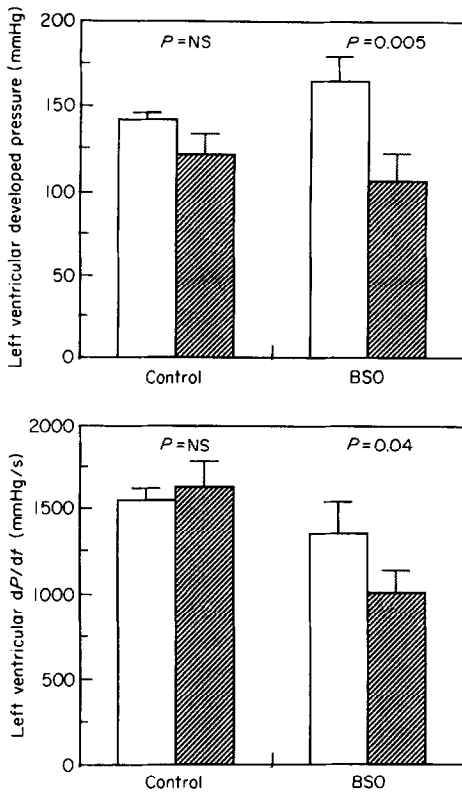 Left ventricular developed pressure (mmHg)
200
150
100
50
0
P=NS
P=0.005
Control
BSO
Left ventricular dP/dt (mmHg/s)
2000
1500
1000
500
0
P=NS
P=0.04
Control
BSO